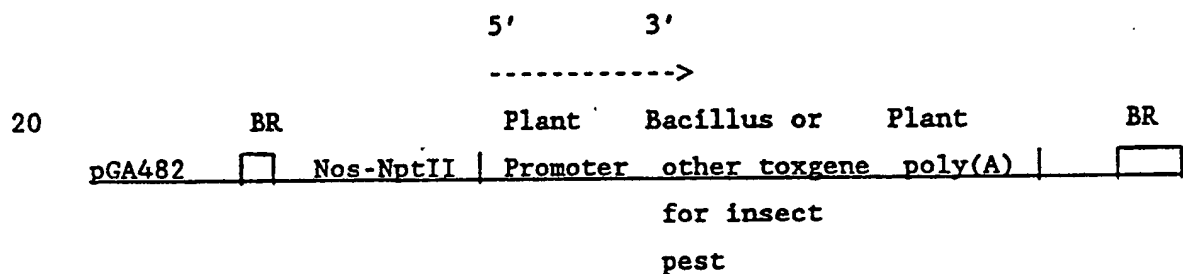 5' 3'
------------>
20 BR Plant Bacillus or Plant BR
pGA482 Nos-NptII Promoter other toxgene poly(A)
for insect
pest